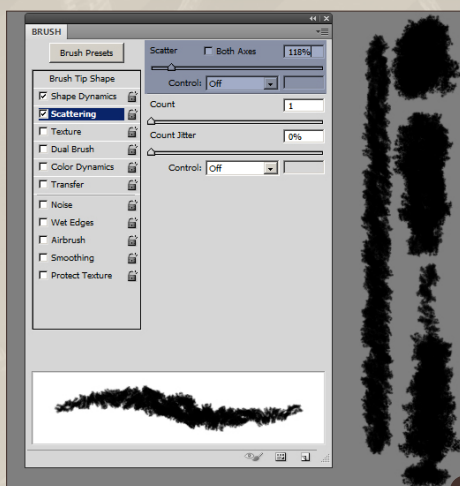 BRUSH
Brush Presets
Scatter Both Axes 118%
Control: Off
Brush Tip Shape
Shape Dynamics
Scattering
Texture
Dual Brush
Color Dynamics
Transfer
Noise
Wet Edges
Airbrush
Smoothing
Protect Texture
Count 1
Count Jitter 0%
Control: Off